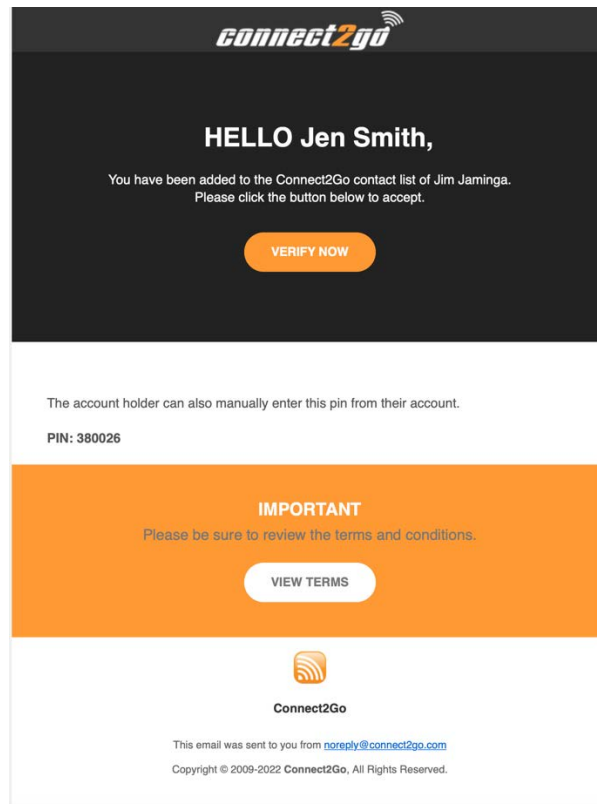 connect2go
HELLO Jen Smith,
You have been added to the Connect2Go contact list of Jim Jaminga.
Please click the button below to accept.
VERIFY NOW
The account holder can also manually enter this pin from their account.
PIN: 380026
IMPORTANT
Please be sure to review the terms and conditions.
VIEW TERMS
Connect2Go
This email was sent to you from noreply@connect2go.com
Copyright © 2009-2022 Connect2Go, All Rights Reserved.